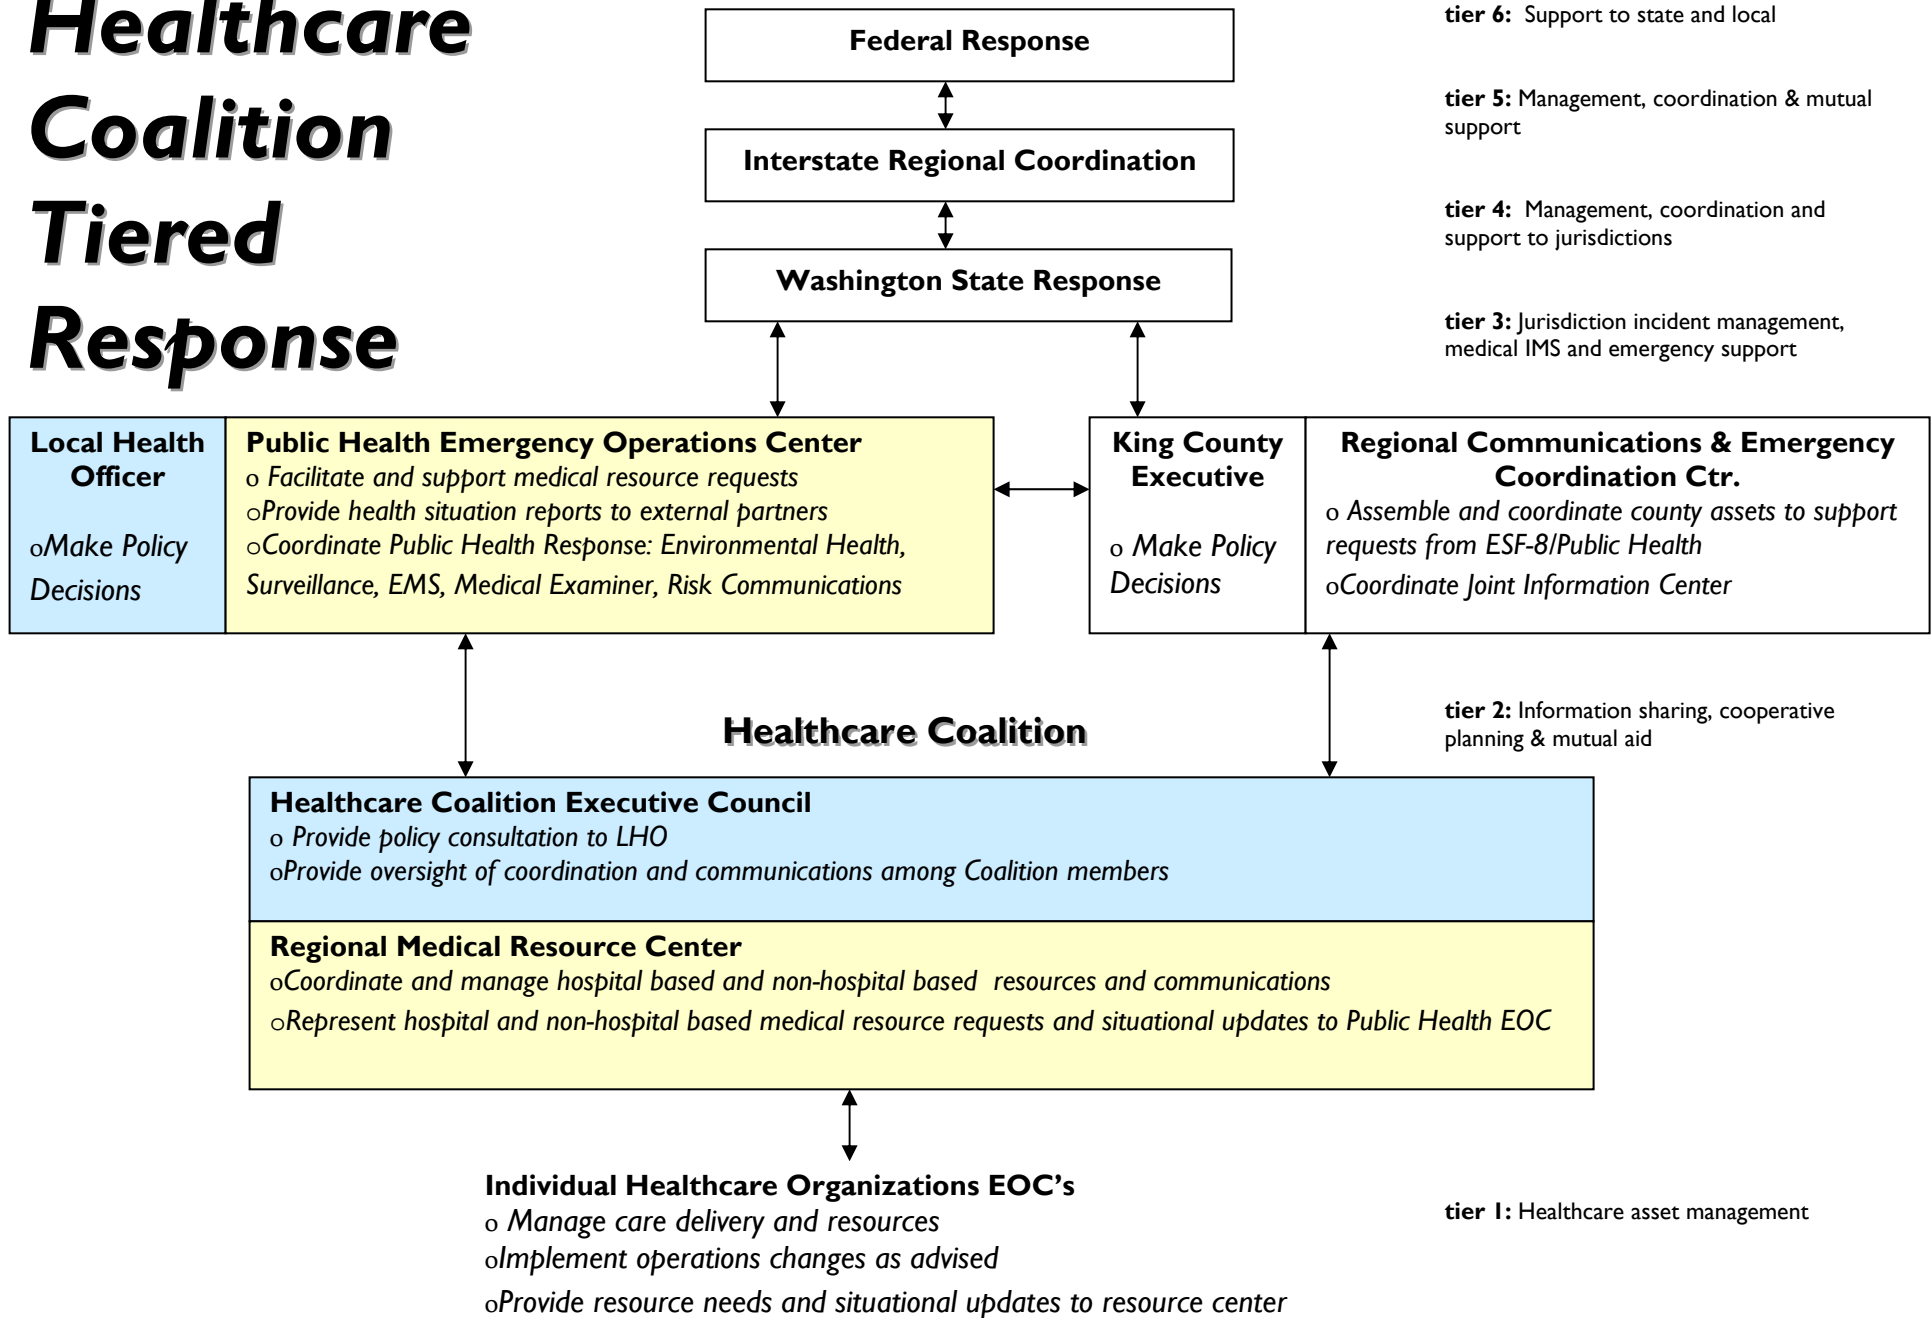 Healthcare
Coalition
Tiered
Response
Federal Response
tier 6: Support to state and local
Interstate Regional Coordination
tier 5: Management, coordination & mutual
support
Washington State Response
tier 4: Management, coordination and
support to jurisdictions
tier 3: Jurisdiction incident management,
medical IMS and emergency support
Local Health
Officer
oMake Policy
Decisions
Public Health Emergency Operations Center
o Facilitate and support medical resource requests
oProvide health situation reports to external partners
oCoordinate Public Health Response: Environmental Health,
Surveillance, EMS, Medical Examiner, Risk Communications
King County
Executive
o Make Policy
Decisions
Regional Communications & Emergency
Coordination Ctr.
o Assemble and coordinate county assets to support
requests from ESF-8/Public Health
oCoordinate Joint Information Center
Healthcare Coalition
tier 2: Information sharing, cooperative
planning & mutual aid
Healthcare Coalition Executive Council
o Provide policy consultation to LHO
oProvide oversight of coordination and communications among Coalition members
Regional Medical Resource Center
oCoordinate and manage hospital based and non-hospital based resources and communications
oRepresent hospital and non-hospital based medical resource requests and situational updates to Public Health EOC
Individual Healthcare Organizations EOC’s
o Manage care delivery and resources
oImplement operations changes as advised
oProvide resource needs and situational updates to resource center
tier 1: Healthcare asset management